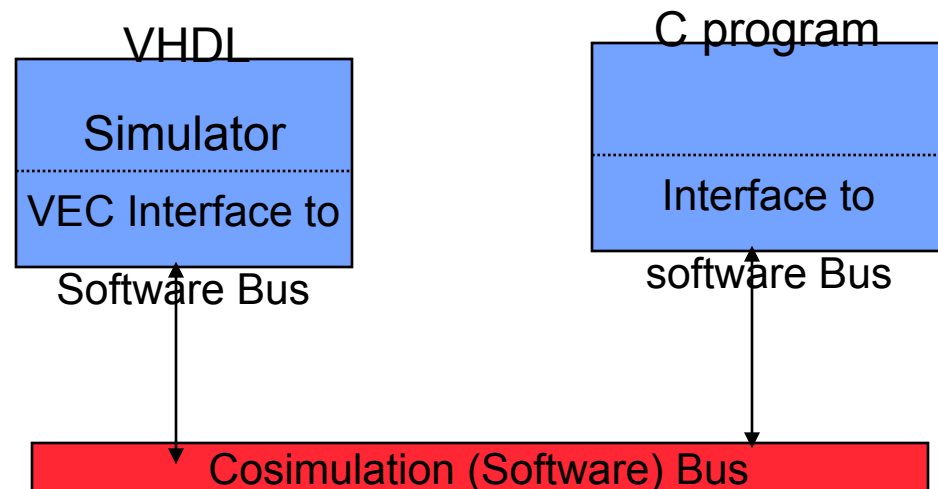 VHDL
Simulator
VEC Interface to
Software Bus
C program
Interface to
software Bus
Cosimulation (Software) Bus